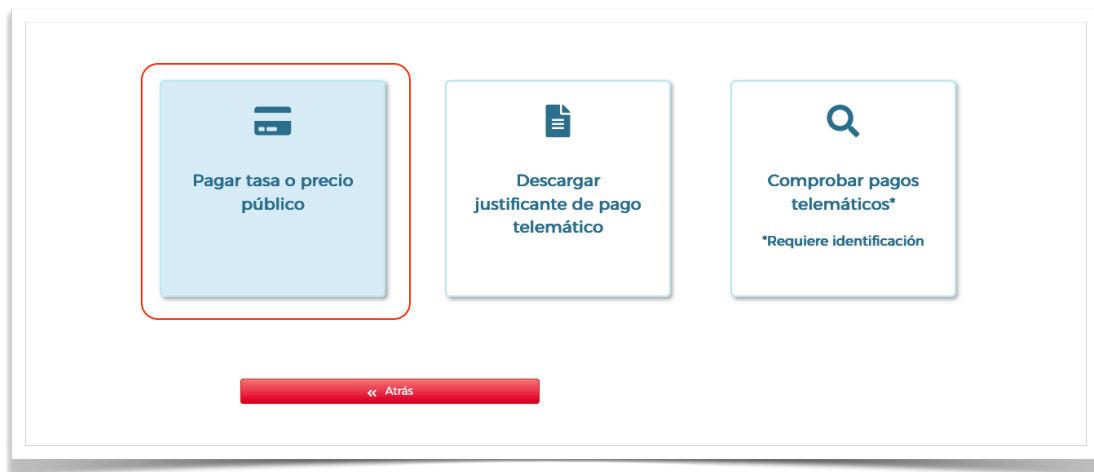 Pagar tasa o precio
público
Descargar
justificante de pago
telemático
Comprobar pagos
telemáticos*
*Requiere identificación
« Atrás